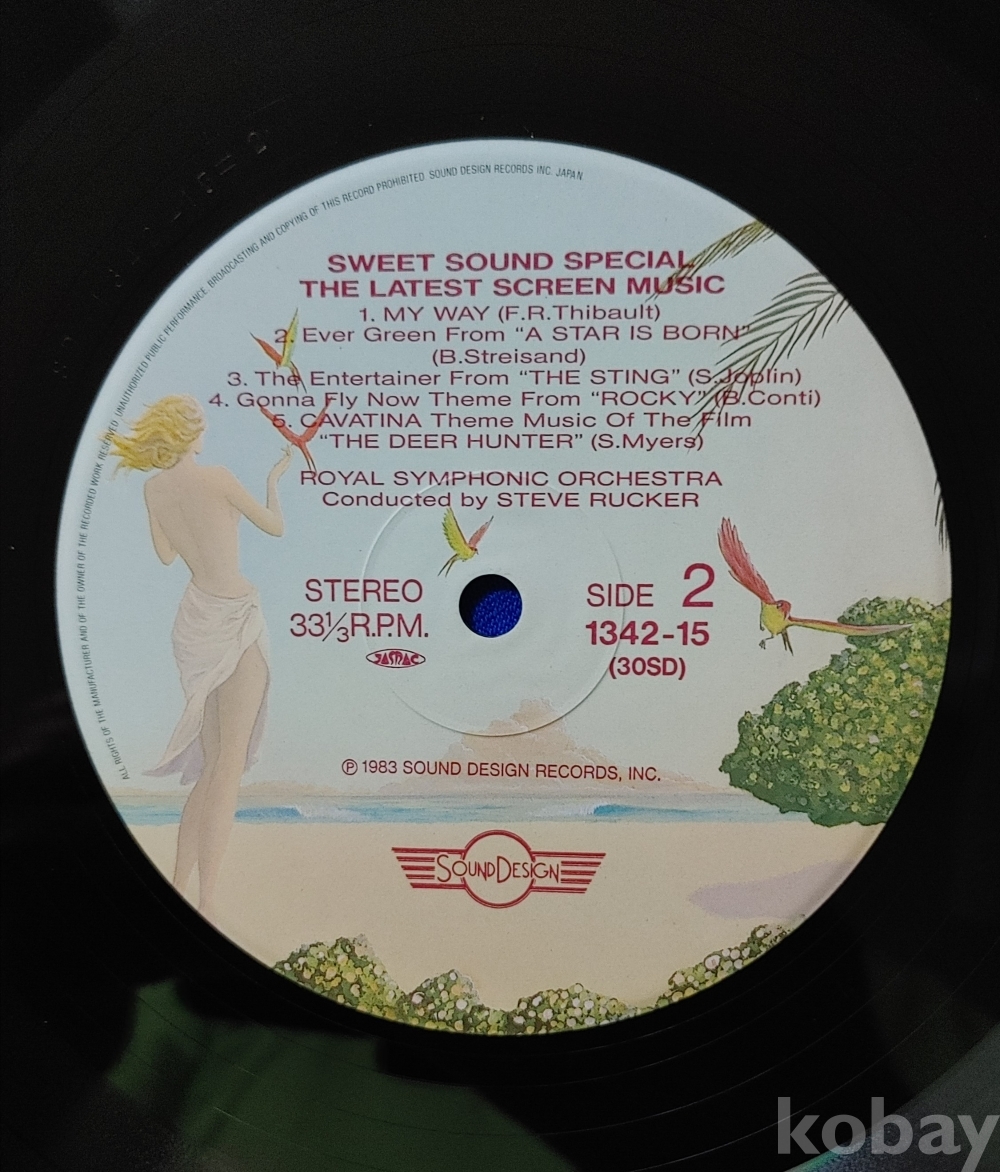 ALL RIGHTS OF THE MANUFACTURER AND OF THE OWNER OF THE RECORDED WORK RESERVED. UNAUTHORIZED PUBLIC PERFORMANCE. BROADCASTING AND COPYING OF THIS RECORD PROHIBITED. SOUND DESIGN RECORDS INC. JAPAN
SWEET SOUND SPECIAL
THE LATEST SCREEN MUSIC
1. MY WAY (F.R.Thibault)
2. Ever Green From “A STAR IS BORN”
(B.Streisand)
3. The Entertainer From “THE STING” (S.Joplin)
4. Gonna Fly Now Theme From “ROCKY” (B.Conti)
5. CAVATINA Theme Music Of The Film
“THE DEER HUNTER” (S.Myers)
ROYAL SYMPHONIC ORCHESTRA
Conducted by STEVE RUCKER
STEREO
33⅓R.P.M.
JASRAC
SIDE 2
1342-15
(30SD)
Ⓟ 1983 SOUND DESIGN RECORDS, INC.
SOUNDDESIGN
kobay